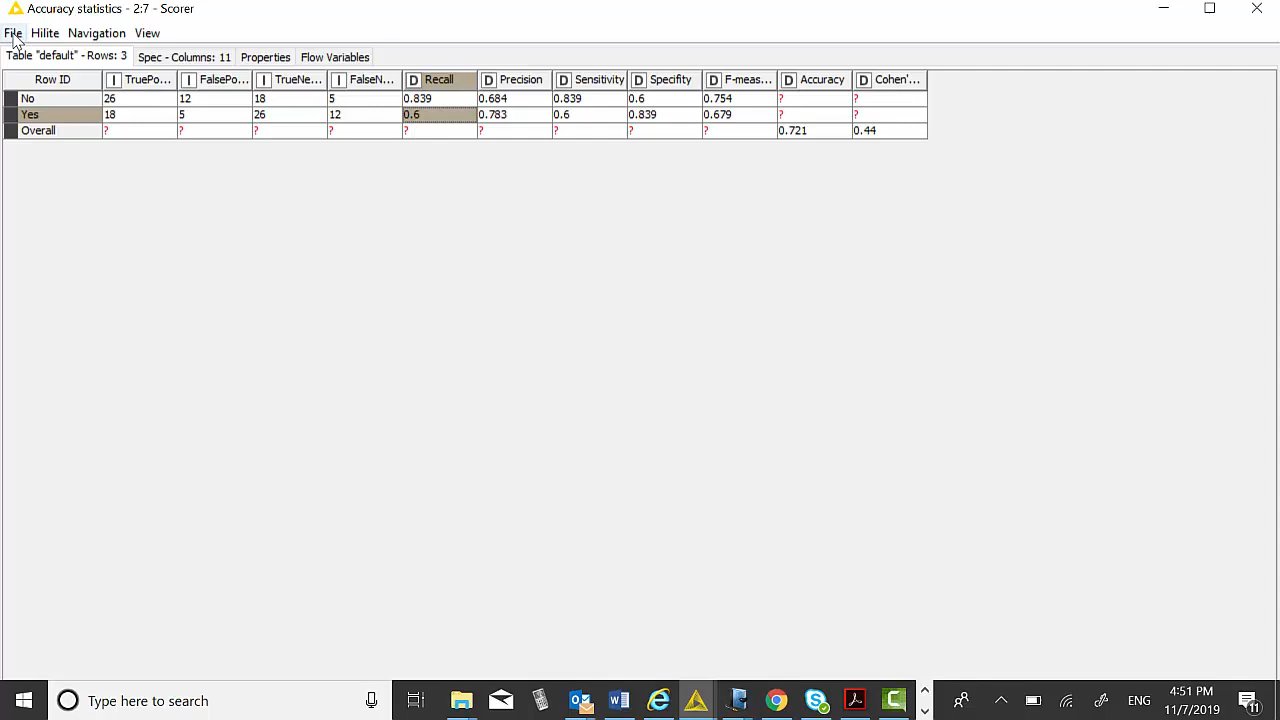 Accuracy statistics - 2:7 - Scorer
File Hilite Navigation View
Table "default" - Rows: 3 Spec - Columns: 11 Properties Flow Variables
Row ID I TruePo... I FalsePo... I TrueNe... I FalseN... D Recall D Precision D Sensitivity D Specifity D F-meas... D Accuracy D Cohen'...
No 26 12 18 5 0.839 0.684 0.839 0.6 0.754 ? ?
Yes 18 5 26 12 0.6 0.783 0.6 0.839 0.679 ? ?
Overall ? ? ? ? ? ? ? ? ? 0.721 0.44
Type here to search
ENG
4:51 PM
11/7/2019
11